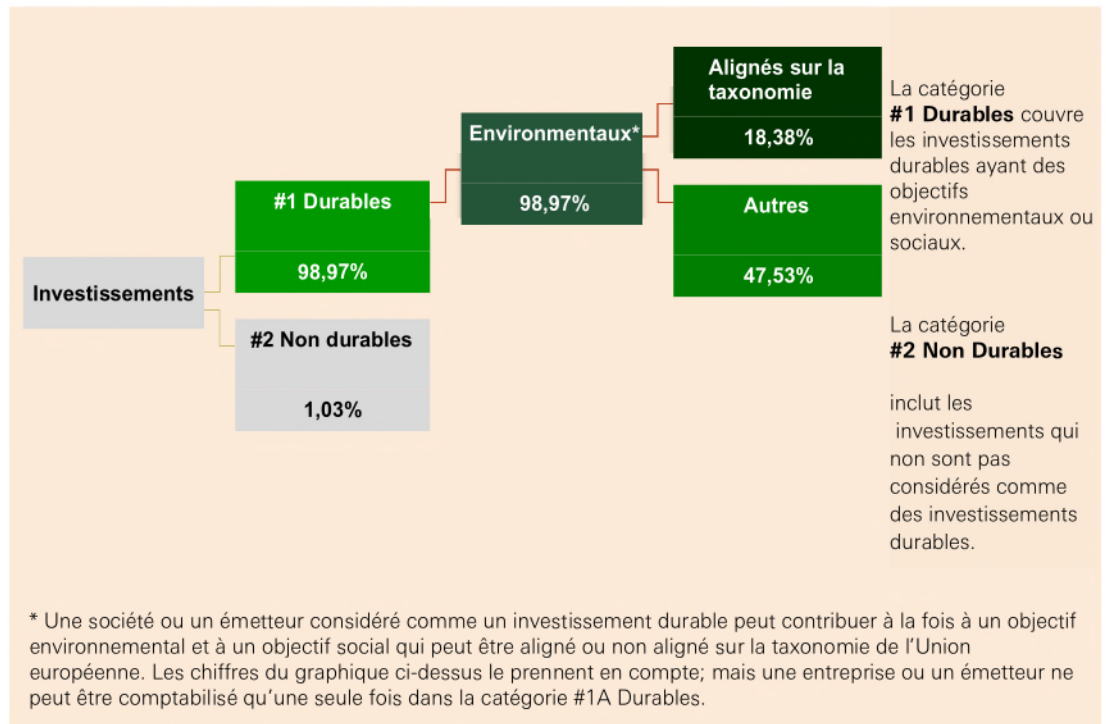 Investissements
#1 Durables
98,97%
#2 Non durables
1,03%
Environmentaux*
98,97%
Alignés sur la
taxonomie
18,38%
Autres
47,53%
La catégorie
#1 Durables couvre
les investissements
durables ayant des
objectifs
environnementaux ou
sociaux.
La catégorie
#2 Non Durables
inclut les
investissements qui
non sont pas
considérés comme
des investissements
durables.
* Une société ou un émetteur considéré comme un investissement durable peut contribuer à la fois à un objectif
environnemental et à un objectif social qui peut être aligné ou non aligné sur la taxonomie de l’Union
européenne. Les chiffres du graphique ci-dessus le prennent en compte; mais une entreprise ou un émetteur ne
peut être comptabilisé qu’une seule fois dans la catégorie #1A Durables.